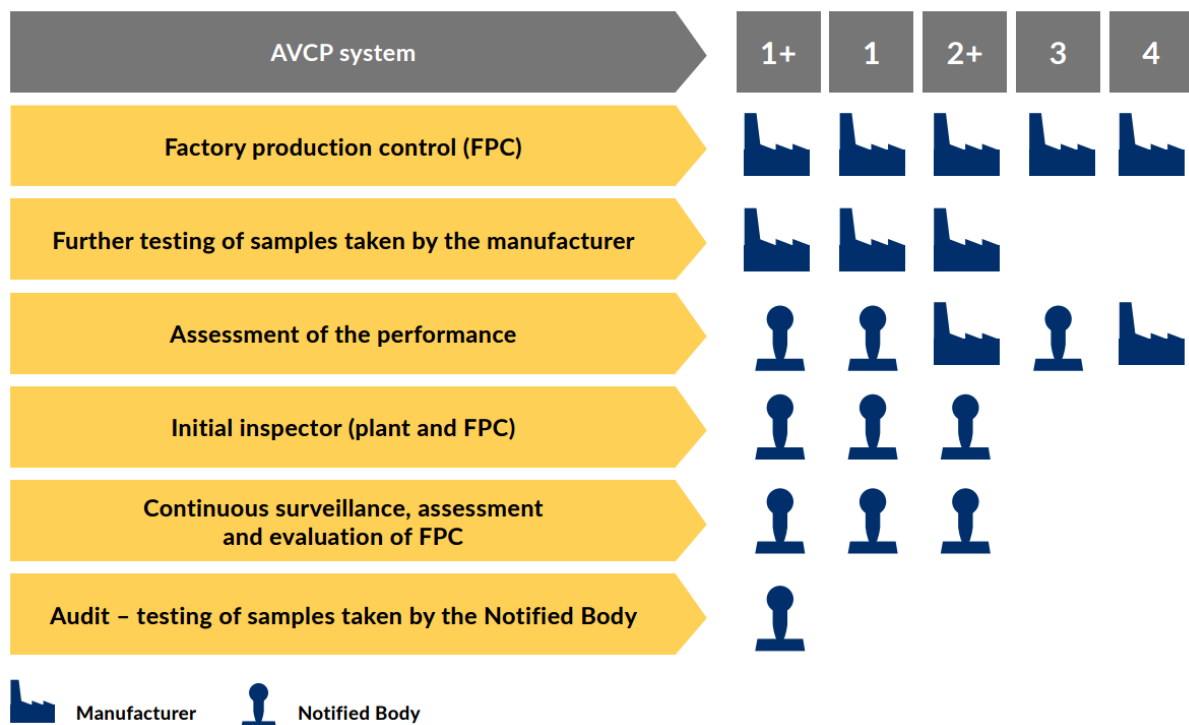 AVCP system
1+ 1 2+ 3 4
Factory production control (FPC)
Further testing of samples taken by the manufacturer
Assessment of the performance
Initial inspector (plant and FPC)
Continuous surveillance, assessment
and evaluation of FPC
Audit – testing of samples taken by the Notified Body
Manufacturer Notified Body